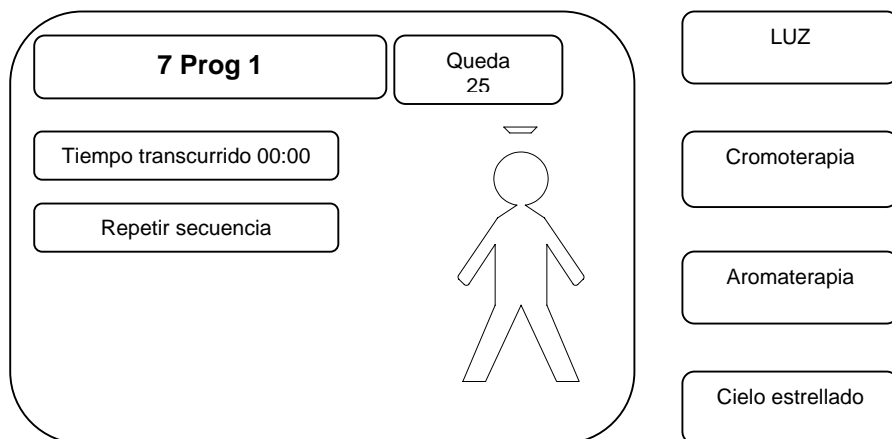 7 Prog 1
Queda
25
Tiempo transcurrido 00:00
Repetir secuencia
LUZ
Cromoterapia
Aromaterapia
Cielo estrellado